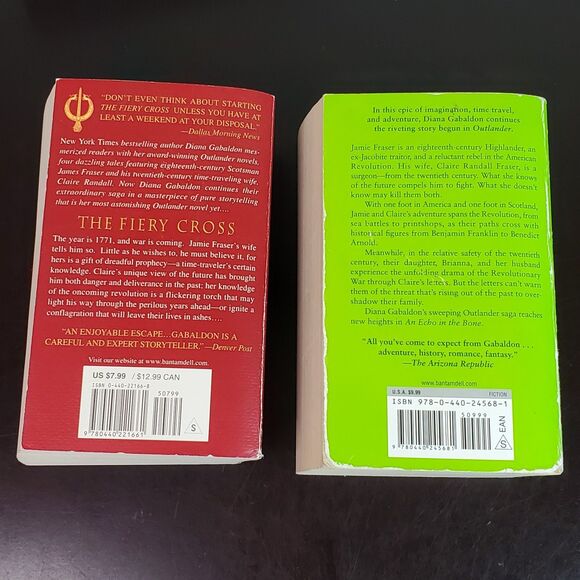 "DON'T EVEN THINK ABOUT STARTING
THE FIERY CROSS UNLESS YOU HAVE AT
LEAST A WEEKEND AT YOUR DISPOSAL."
—Dallas Morning News
New York Times bestselling author Diana Gabaldon mes-
merized readers with her award-winning Outlander novels,
four dazzling tales featuring eighteenth-century Scotsman
James Fraser and his twentieth-century time-traveling wife,
Claire Randall. Now Diana Gabaldon continues their
extraordinary saga in a masterpiece of pure storytelling
that is her most astonishing Outlander novel yet....
THE FIERY CROSS
The year is 1771, and war is coming. Jamie Fraser's wife
tells him so. Little as he wishes to, he must believe it, for
hers is a gift of dreadful prophecy—a time-traveler's certain
knowledge. Claire's unique view of the future has brought
him both danger and deliverance in the past; her knowledge
of the oncoming revolution is a flickering torch that may
light his way through the perilous years ahead—or ignite a
conflagration that will leave their lives in ashes....
"AN ENJOYABLE ESCAPE...GABALDON IS A
CAREFUL AND EXPERT STORYTELLER."—Denver Post
Visit our website at www.bantamdell.com
US $7.99 / $12.99 CAN
ISBN 0-440-22166-8
50799
9 780440 221661
S
In this epic of imagination, time travel,
and adventure, Diana Gabaldon continues
the riveting story begun in Outlander.
Jamie Fraser is an eighteenth-century Highlander, an
ex-Jacobite traitor, and a reluctant rebel in the American
Revolution. His wife, Claire Randall Fraser, is a
surgeon—from the twentieth century. What she knows
of the future compels him to fight. What she doesn't
know may kill them both.
With one foot in America and one foot in Scotland,
Jamie and Claire's adventure spans the Revolution, from
sea battles to printshops, as their paths cross with
historical figures from Benjamin Franklin to Benedict
Arnold.
Meanwhile, in the relative safety of the twentieth
century, their daughter, Brianna, and her husband
experience the unfolding drama of the Revolutionary
War through Claire's letters. But the letters can't warn
them of the threat that's rising out of the past to over-
shadow their family.
Diana Gabaldon's sweeping Outlander saga reaches
new heights in An Echo in the Bone.
"All you've come to expect from Gabaldon . . .
adventure, history, romance, fantasy."
—The Arizona Republic
www.bantamdell.com
U.S.A. $9.99
FICTION
ISBN 978-0-440-24568-1
50999
9 780440 245681
S EAN